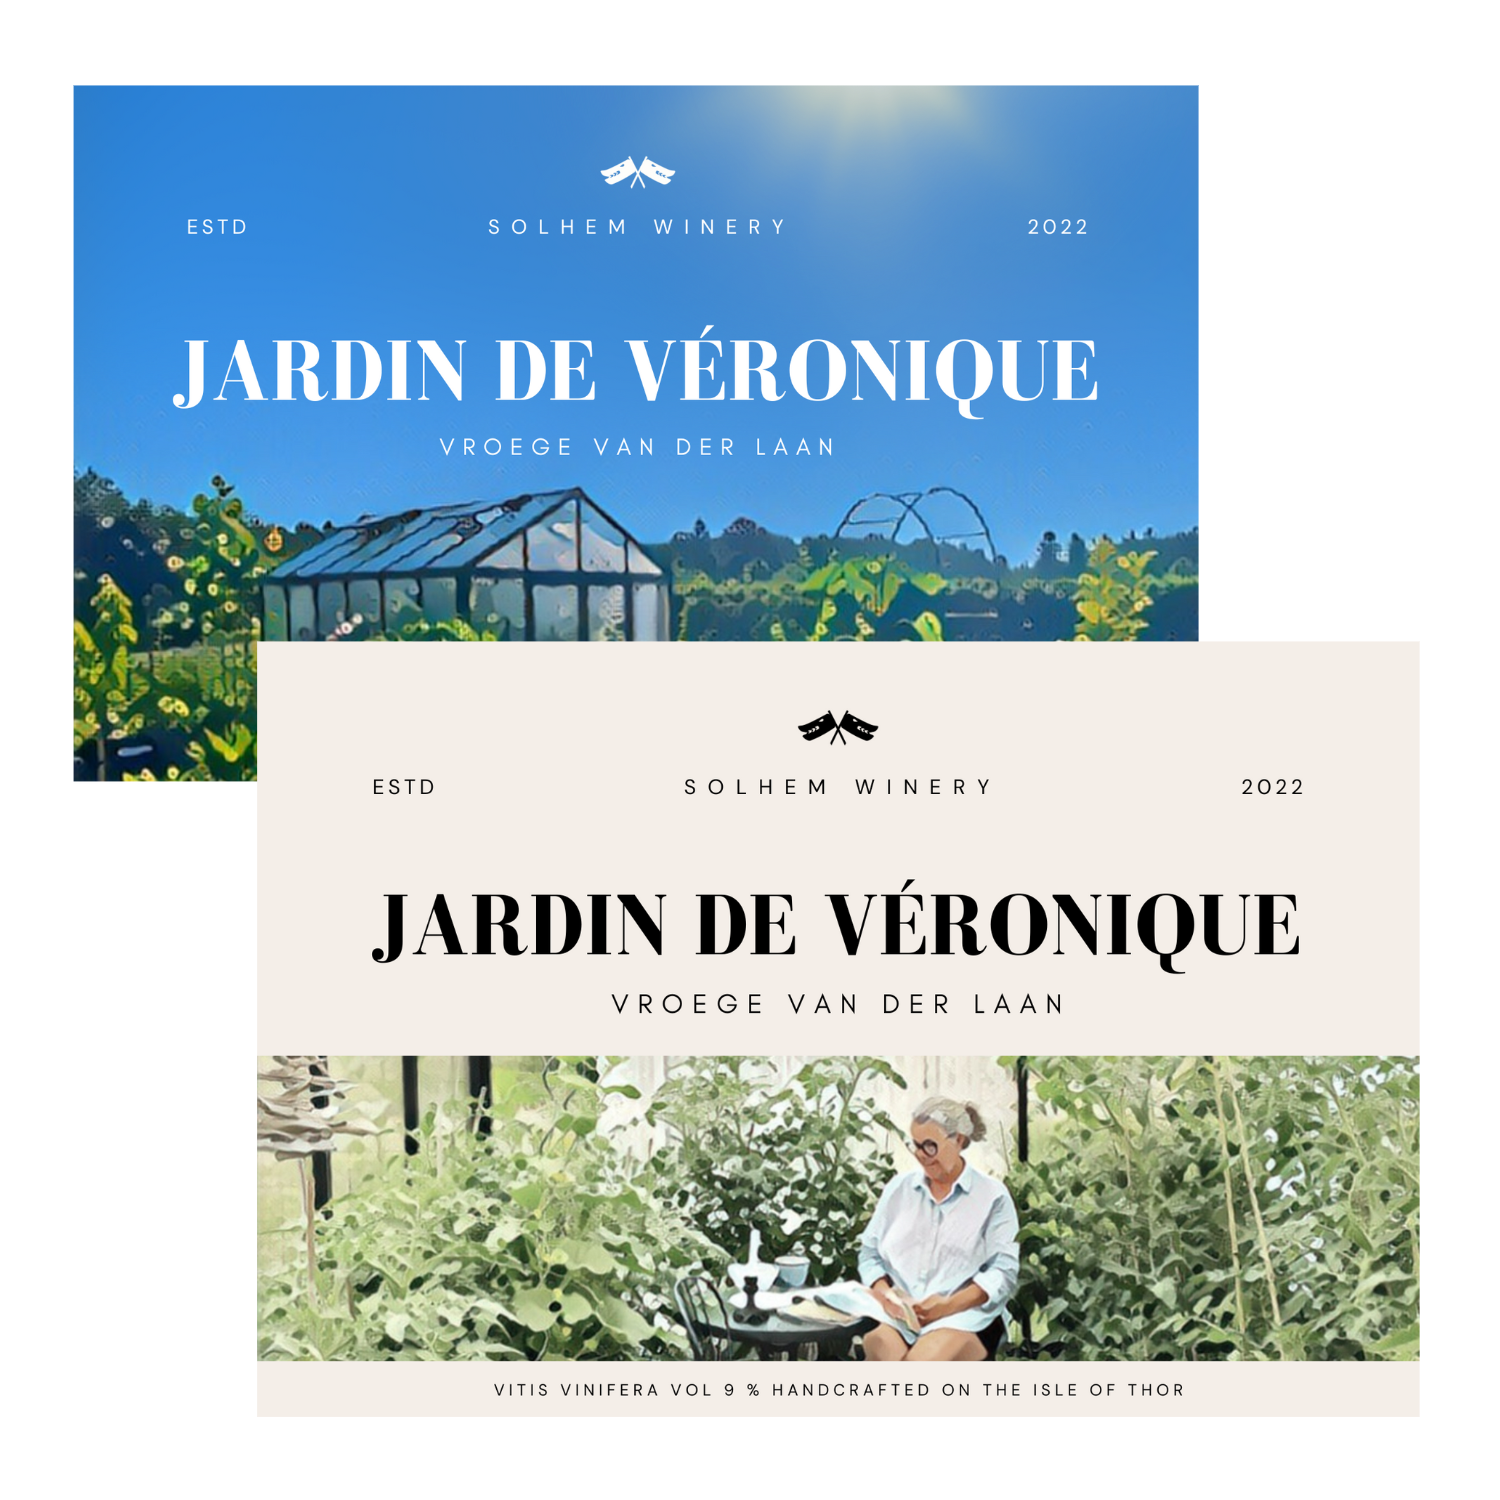 ESTD SOLHEM WINERY 2022
JARDIN DE VÉRONIQUE
VROEGE VAN DER LAAN
ESTD SOLHEM WINERY 2022
JARDIN DE VÉRONIQUE
VROEGE VAN DER LAAN
VITIS VINIFERA VOL 9 % HANDCRAFTED ON THE ISLE OF THOR